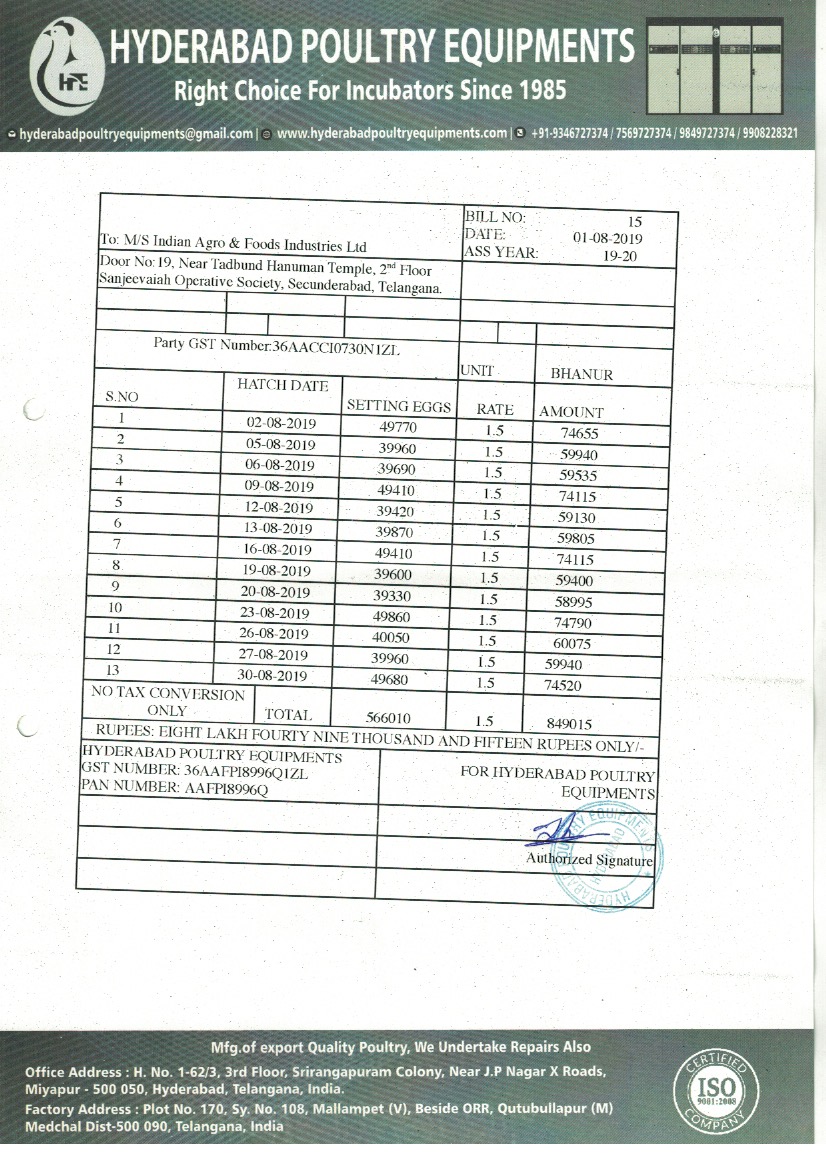 HYDERABAD POULTRY EQUIPMENTS
HPE
Right Choice For Incubators Since 1985
hyderabadpoultryequipments@gmail.com | www.hyderabadpoultryequipments.com | +91-9346727374 / 7569727374 / 9849727374 / 9908228321
BILL NO: 15
DATE: 01-08-2019
To: M/S Indian Agro & Foods Industries Ltd ASS YEAR: 19-20
Door No: 19, Near Tadbund Hanuman Temple, 2nd Floor
Sanjeevaiah Operative Society, Secunderabad, Telangana.
Party GST Number:36AACCI0730N1ZL
UNIT BHANUR
S.NO HATCH DATE SETTING EGGS RATE AMOUNT
1 02-08-2019 49770 1.5 74655
2 05-08-2019 39960 1.5 59940
3 06-08-2019 39690 1.5 59535
4 09-08-2019 49410 1.5 74115
5 12-08-2019 39420 1.5 59130
6 13-08-2019 39870 1.5 59805
7 16-08-2019 49410 1.5 74115
8 19-08-2019 39600 1.5 59400
9 20-08-2019 39330 1.5 58995
10 23-08-2019 49860 1.5 74790
11 26-08-2019 40050 1.5 60075
12 27-08-2019 39960 1.5 59940
13 30-08-2019 49680 1.5 74520
NO TAX CONVERSION
ONLY TOTAL 566010 1.5 849015
RUPEES: EIGHT LAKH FOURTY NINE THOUSAND AND FIFTEEN RUPEES ONLY/-
HYDERABAD POULTRY EQUIPMENTS
GST NUMBER: 36AAFPI8996Q1ZL
PAN NUMBER: AAFPI8996Q
FOR HYDERABAD POULTRY
EQUIPMENTS
HYDERABAD POULTRY EQUIPMENTS
HYDERABAD
Authorized Signature
Mfg.of export Quality Poultry, We Undertake Repairs Also
Office Address : H. No. 1-62/3, 3rd Floor, Srirangapuram Colony, Near J.P Nagar X Roads,
Miyapur - 500 050, Hyderabad, Telangana, India.
Factory Address : Plot No. 170, Sy. No. 108, Mallampet (V), Beside ORR, Qutubullapur (M)
Medchal Dist-500 090, Telangana, India
CERTIFIED
ISO
9001:2008
COMPANY